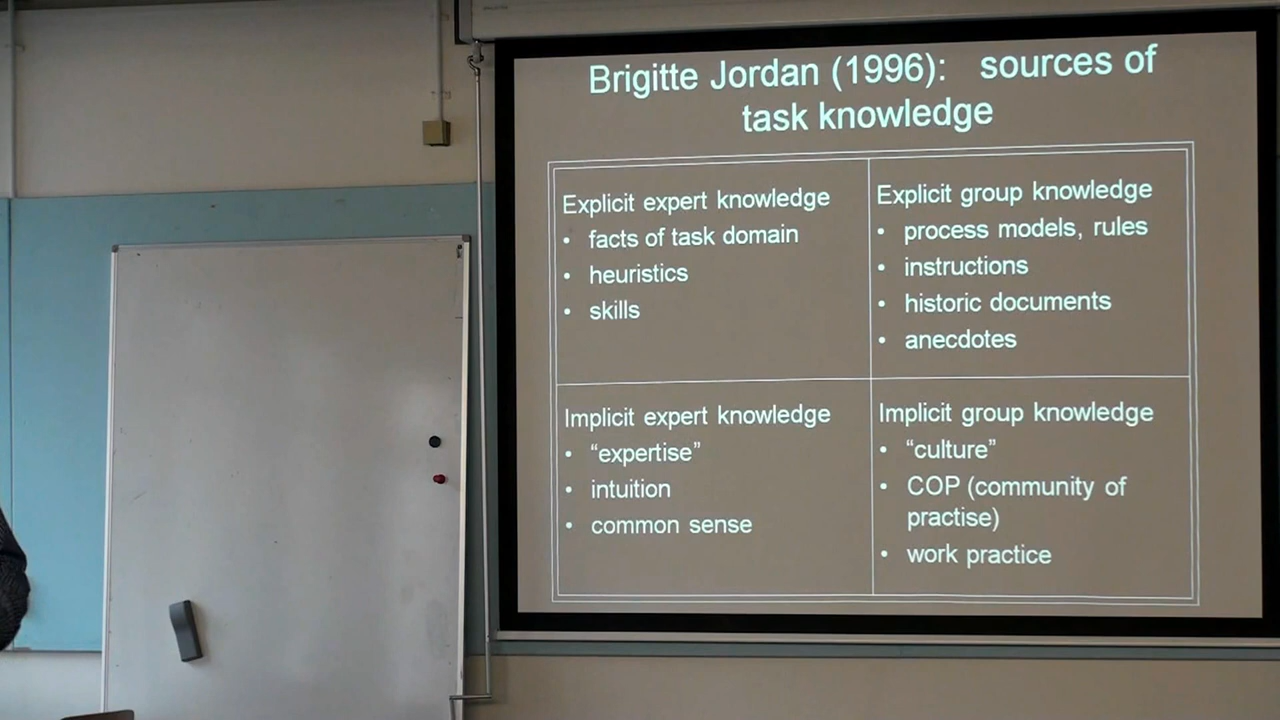 Brigitte Jordan (1996): sources of
task knowledge
Explicit expert knowledge
• facts of task domain
• heuristics
• skills
Explicit group knowledge
• process models, rules
• instructions
• historic documents
• anecdotes
Implicit expert knowledge
• “expertise”
• intuition
• common sense
Implicit group knowledge
• “culture”
• COP (community of
practise)
• work practice